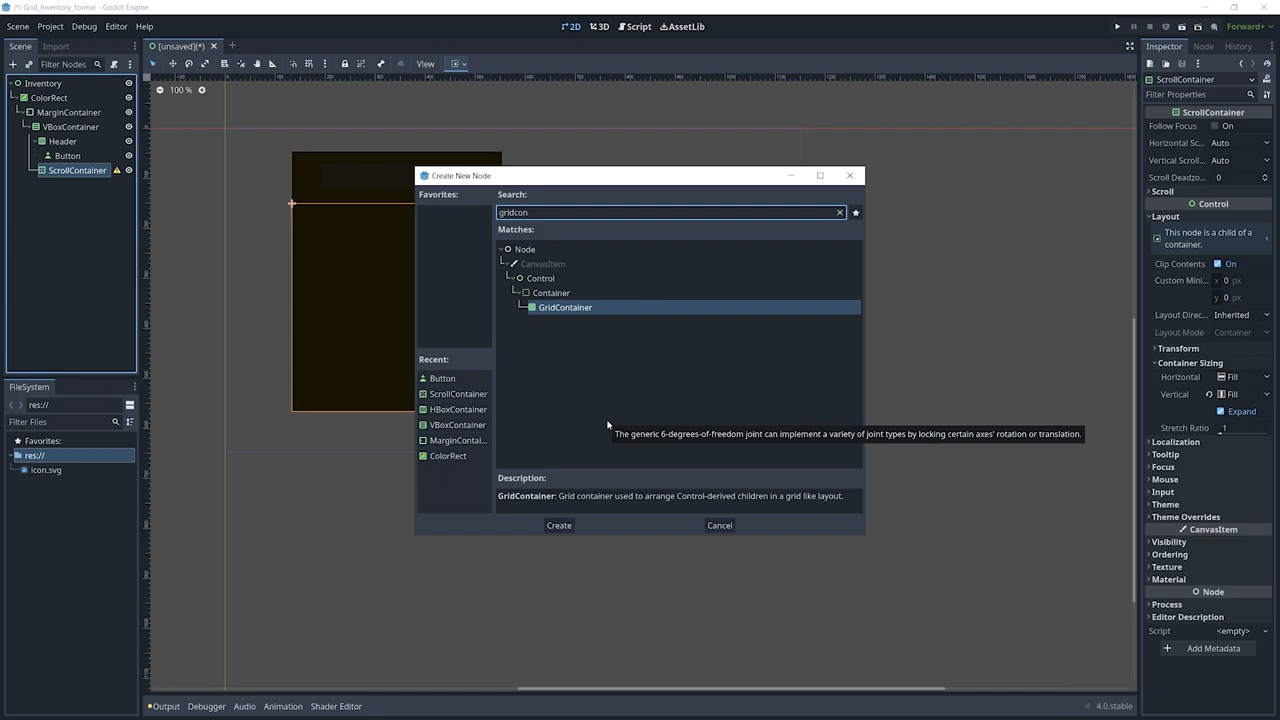 (*) Grid_Inventory_formal - Godot Engine
Scene Project Debug Editor Help
2D 3D Script AssetLib
Forward+
Scene Import
[unsaved](*)
Inspector Node History
Filter Nodes
View
Inventory
ColorRect
MarginContainer
VBoxContainer
Header
Button
ScrollContainer
100 %
FileSystem
res://
Filter Files
Favorites:
res://
icon.svg
Create New Node
Favorites:
Search:
gridcon
Matches:
Node
CanvasItem
Control
Container
GridContainer
Recent:
Button
ScrollContainer
HBoxContainer
VBoxContainer
MarginContai...
ColorRect
The generic 6-degrees-of-freedom joint can implement a variety of joint types by locking certain axes' rotation or translation.
Description:
GridContainer: Grid container used to arrange Control-derived children in a grid like layout.
Create Cancel
ScrollContainer
Filter Properties
ScrollContainer
Follow Focus On
Horizontal Sc... Auto
Vertical Scroll... Auto
Scroll Deadzo... 0
Scroll
Control
Layout
This node is a child of a
container.
Clip Contents On
Custom Mini... x 0 px
y 0 px
Layout Direc... Inherited
Layout Mode Container
Transform
Container Sizing
Horizontal Fill
Vertical Fill
Expand
Stretch Ratio 1
Localization
Tooltip
Focus
Mouse
Input
Theme
Theme Overrides
CanvasItem
Visibility
Ordering
Texture
Material
Node
Process
Editor Description
Script <empty>
Add Metadata
Output Debugger Audio Animation Shader Editor
4.0.stable